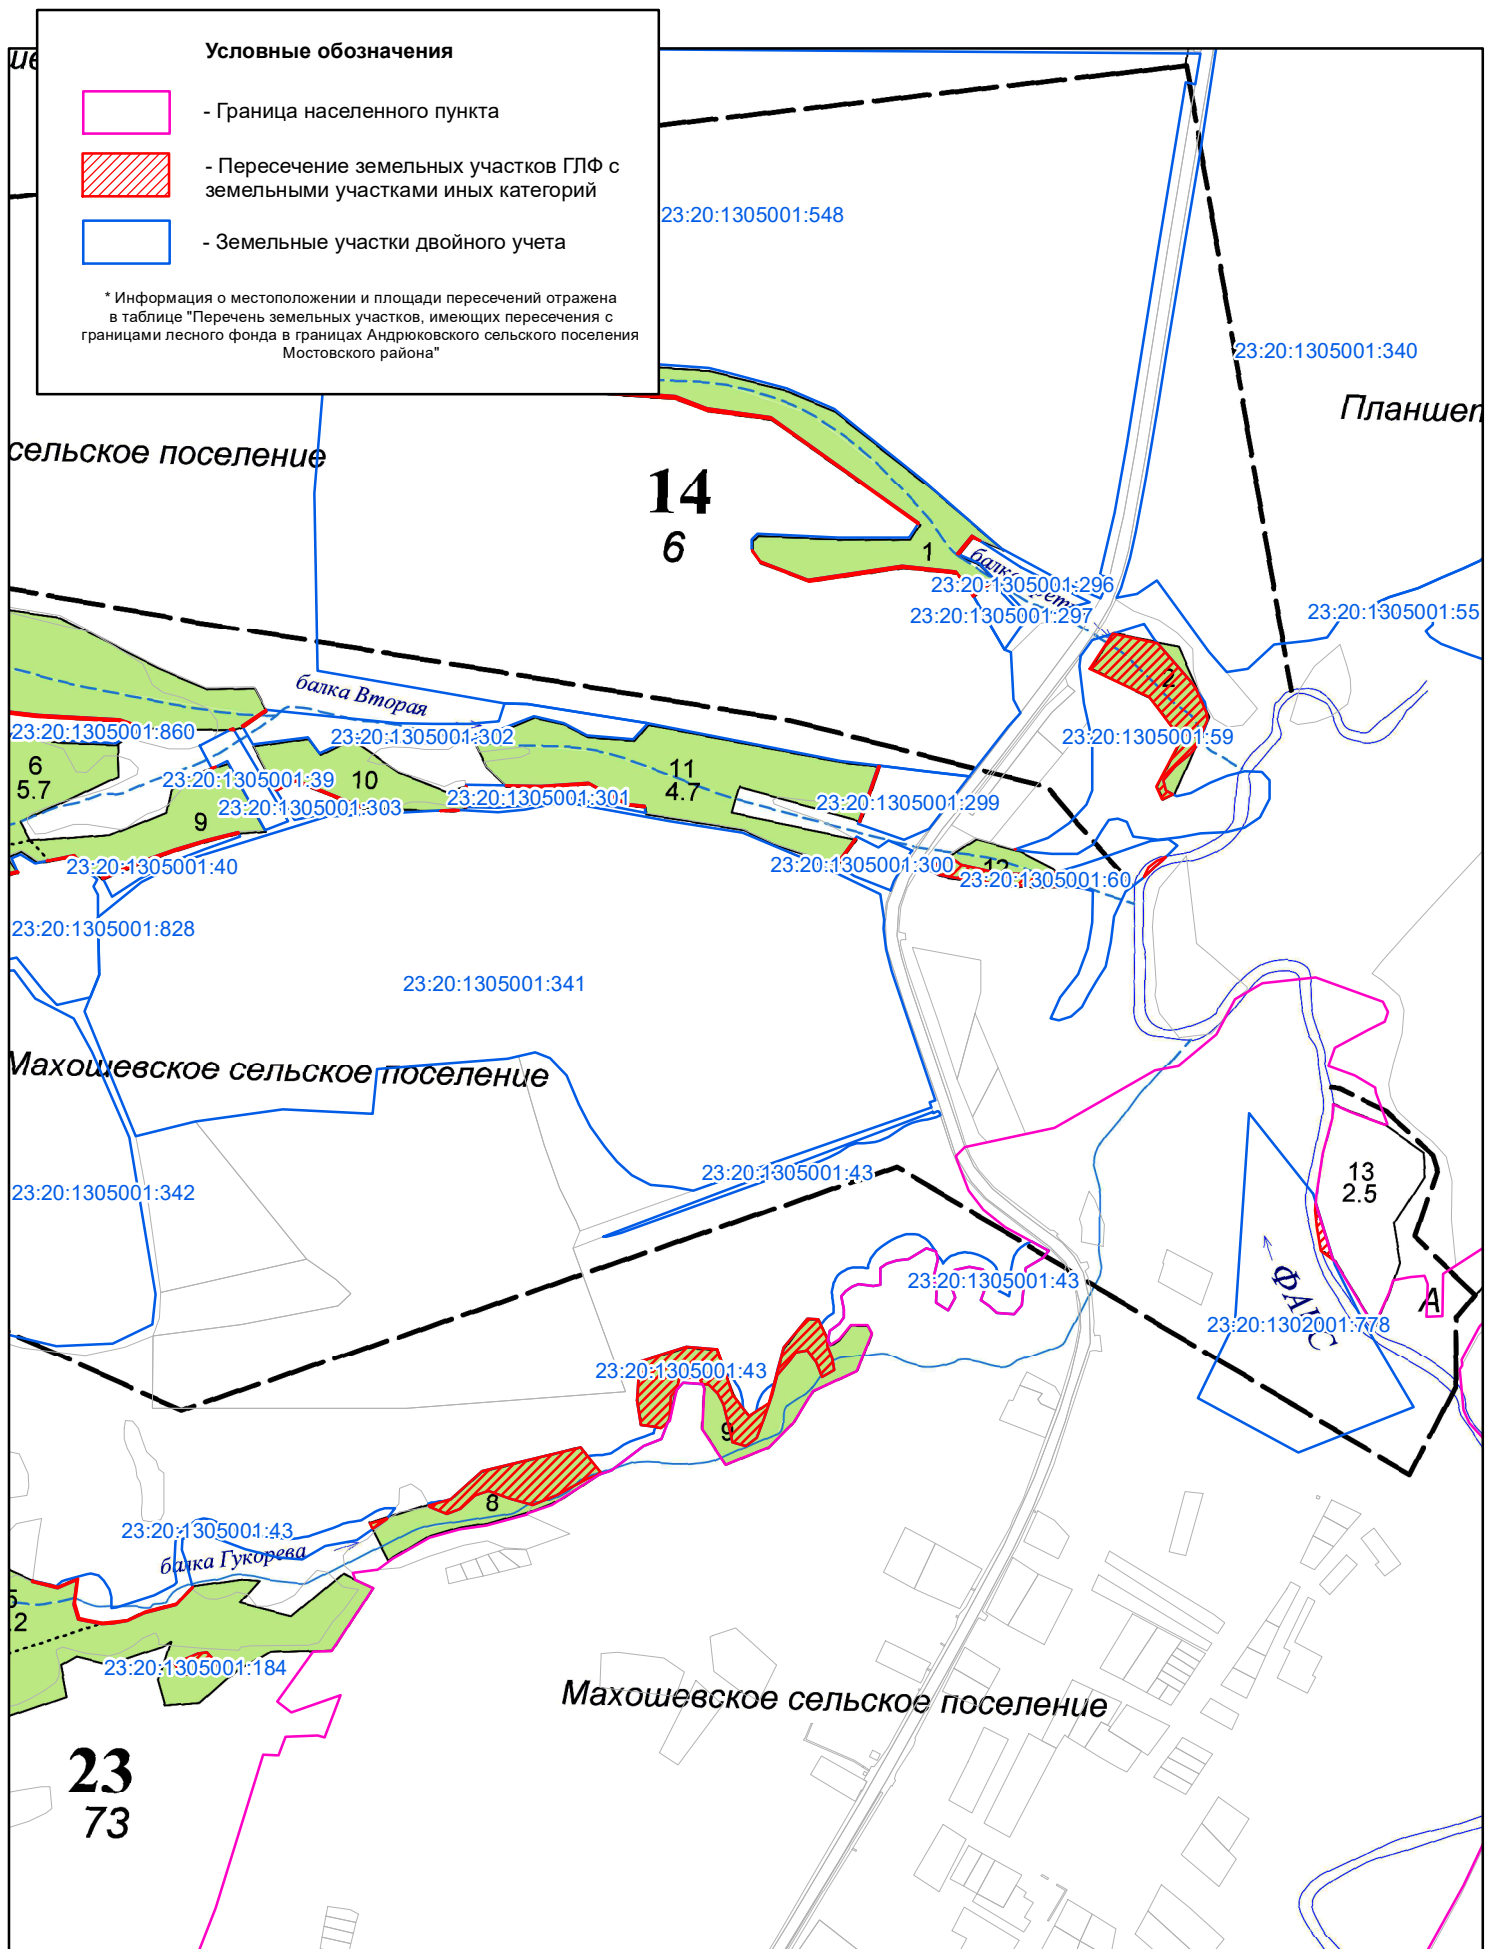 Условные обозначения
- Граница населенного пункта
- Пересечение земельных участков ГЛФ с
земельными участками иных категорий
- Земельные участки двойного учета
* Информация о местоположении и площади пересечений отражена
в таблице "Перечень земельных участков, имеющих пересечения с
границами лесного фонда в границах Андрюковского сельского поселения
Мостовского района"
23:20:1305001:548
23:20:1305001:340
Планшет
сельское поселение
14
6
1
балка
23:20:1305001:296
23:20:1305001:297
23:20:1305001:55
2
балка Вторая
23:20:1305001:860
23:20:1305001:302
23:20:1305001:59
6
5.7
23:20:1305001:39
10
11
4.7
23:20:1305001:303
23:20:1305001:301
23:20:1305001:299
9
23:20:1305001:40
23:20:1305001:300
12
23:20:1305001:60
23:20:1305001:828
23:20:1305001:341
Махошевское сельское поселение
23:20:1305001:43
13
2.5
23:20:1305001:342
23:20:1305001:43
ФАРС
А
23:20:1302001:778
23:20:1305001:43
9
8
23:20:1305001:43
балка Гукорева
5
.2
23:20:1305001:184
Махошевское сельское поселение
23
73